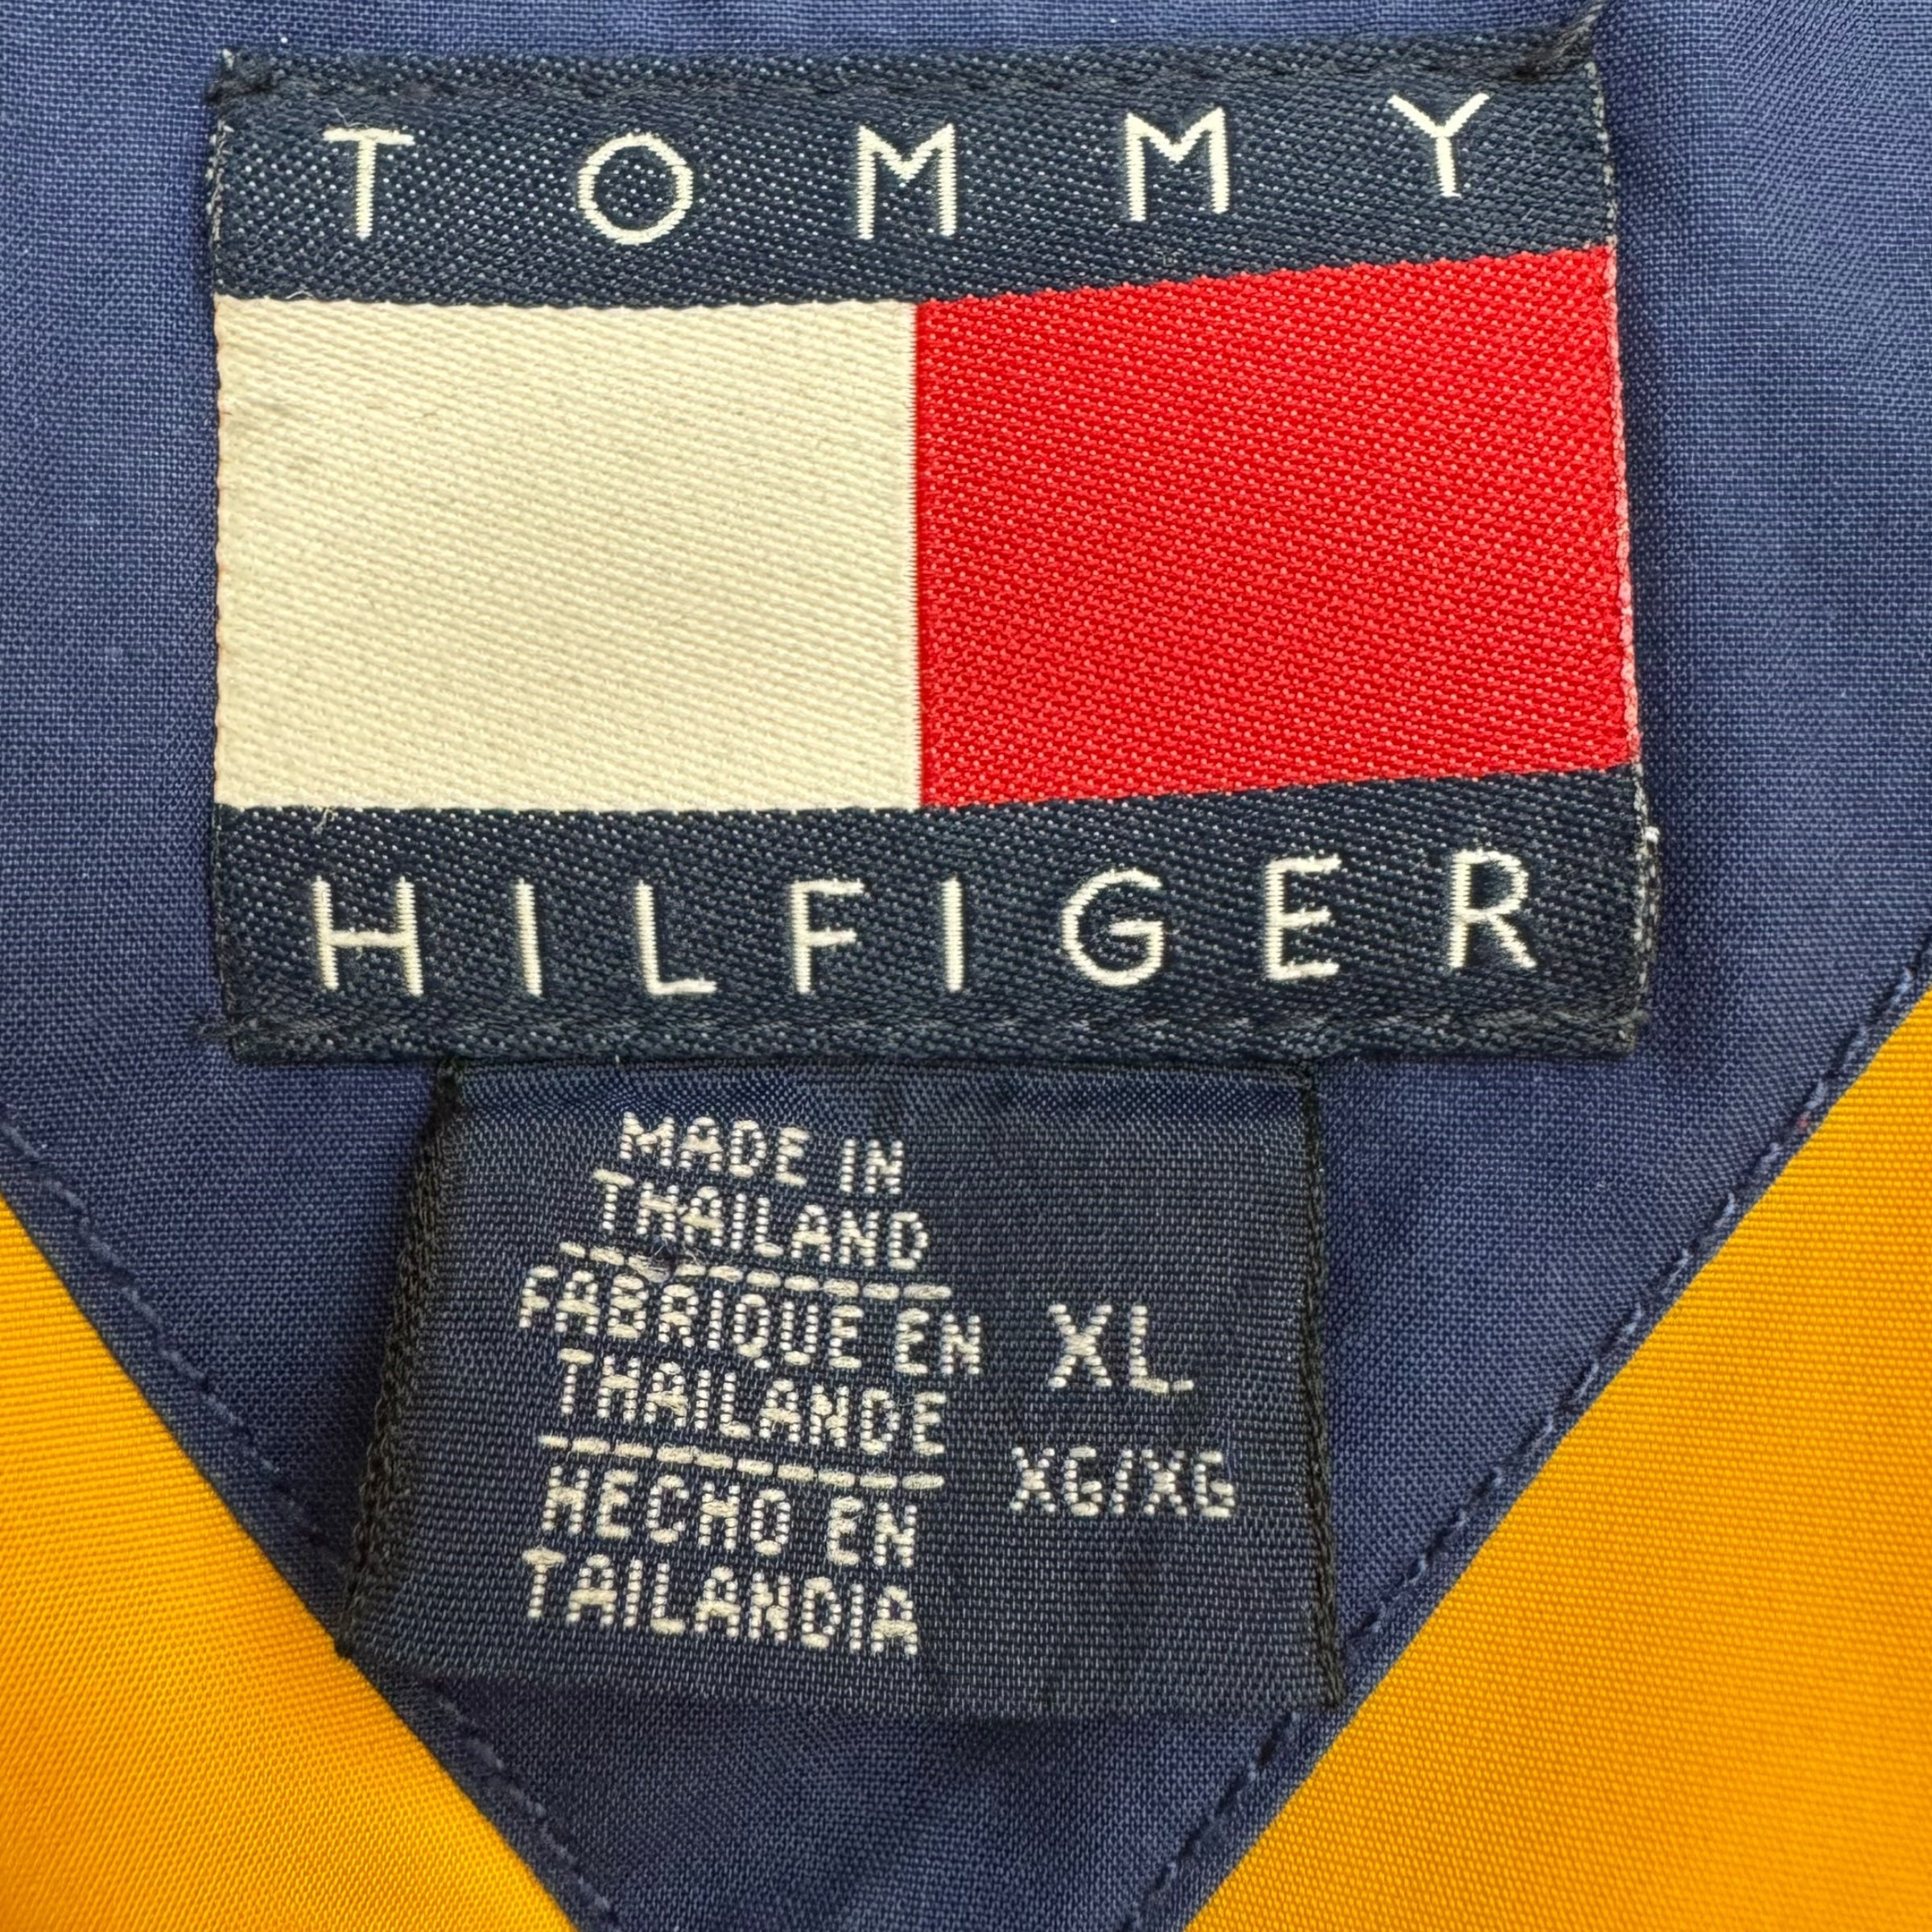 TOMMY
HILFIGER
MADE IN
THAILAND
FABRIQUE EN
THAILANDE
HECHO EN
TAILANDIA
XL
XG/XG